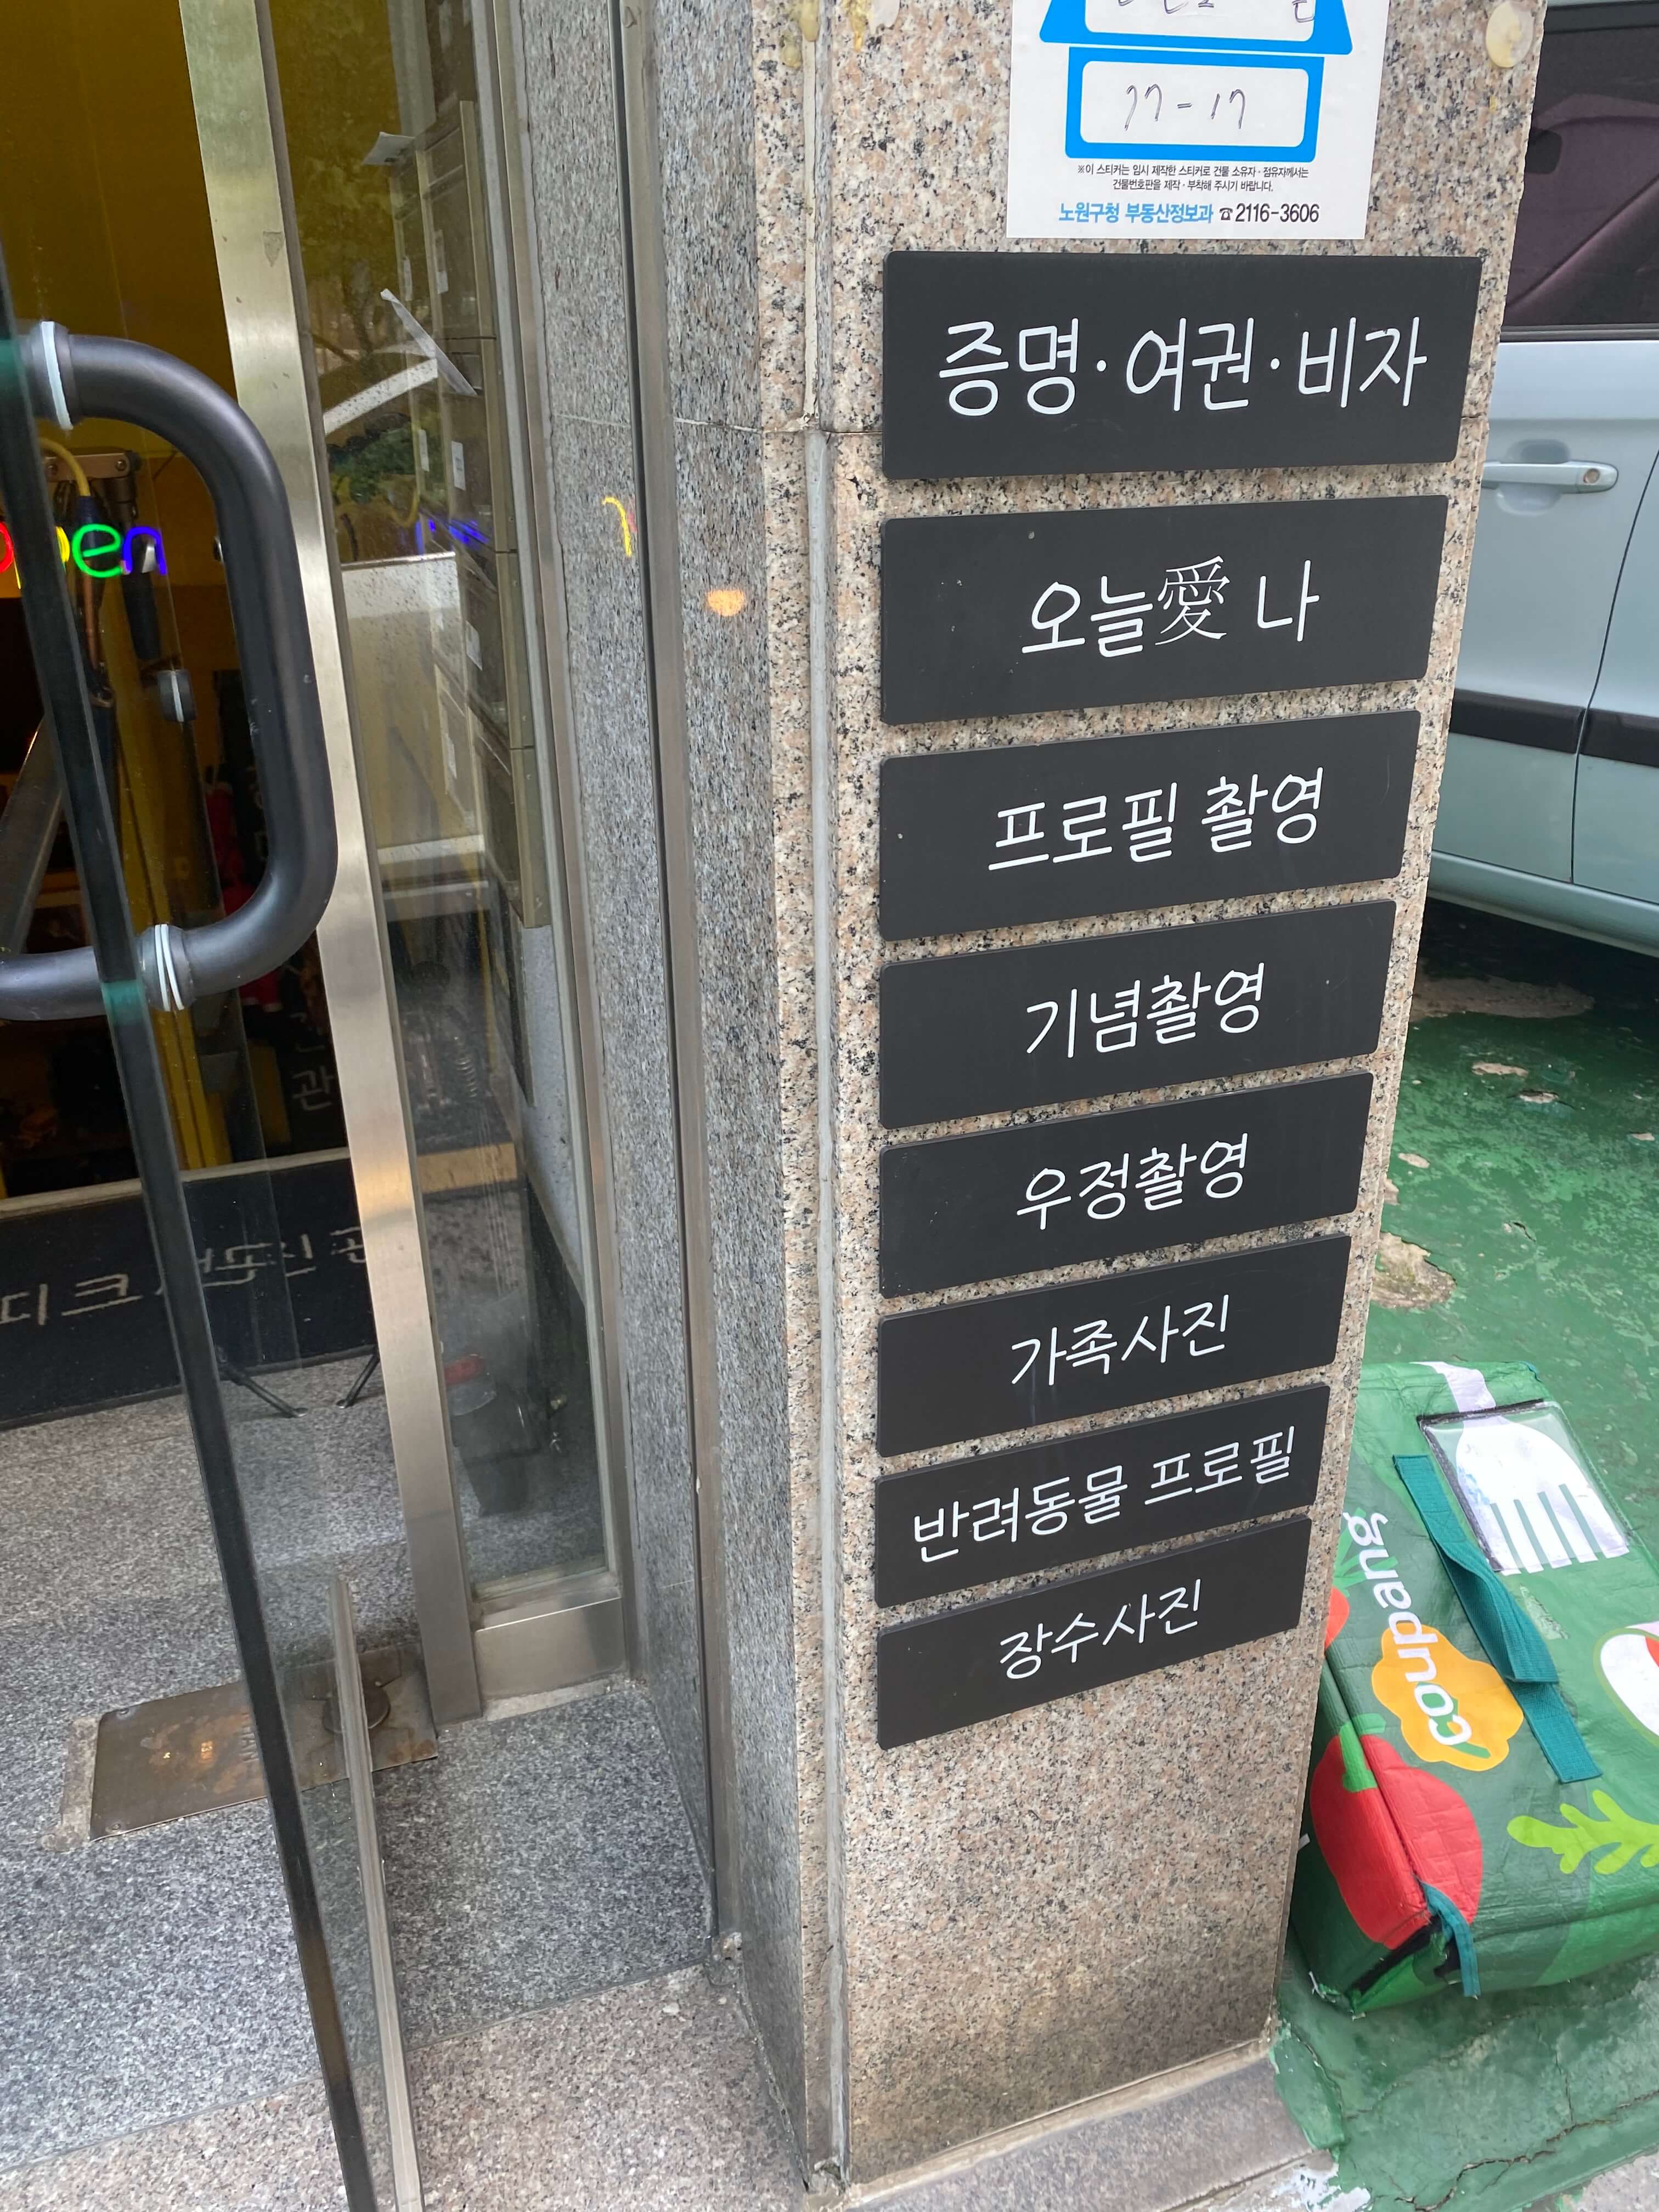 77-17
※이 스티커는 임시 제작한 스티커로 건물 소유자·점유자께서는
건물번호판을 제작·부착해 주시기 바랍니다.
노원구청 부동산정보과 ☎2116-3606
증명·여권·비자
오늘愛 나
프로필 촬영
기념촬영
우정촬영
가족사진
반려동물 프로필
장수사진
open
coupang